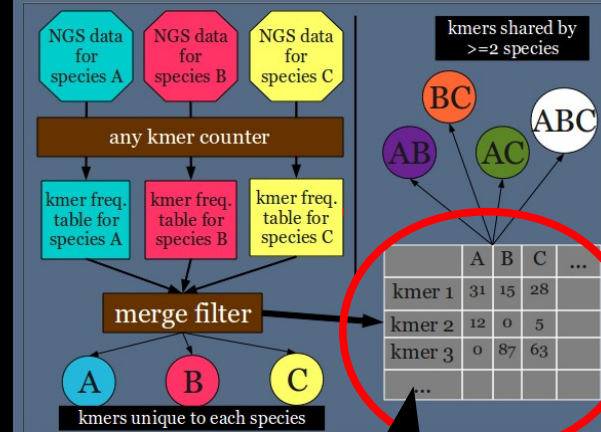 NGS data
for
species A
NGS data
for
species B
NGS data
for
species C
any kmer counter
kmer freq.
table for
species A
kmer freq.
table for
species B
kmer freq.
table for
species C
merge filter
A
B
C
kmers unique to each species
kmers shared by
>=2 species
BC
ABC
AB
AC
A B C ...
kmer 1 31 15 28
kmer 2 12 0 5
kmer 3 0 87 63
...